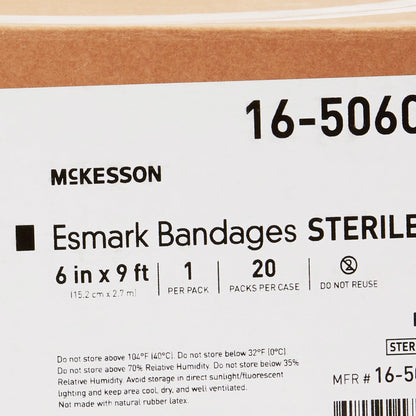 16-5060
McKESSON
Esmark Bandages STERILE
6 in x 9 ft | 1 | 20
(15.2 cm x 2.7 m) PER PACK PACKS PER CASE DO NOT REUSE
Do not store above 104°F (40°C). Do not store below 32°F (0°C)
Do not store above 70% Relative Humidity. Do not store below 35%
Relative Humidity. Avoid storage in direct sunlight/fluorescent
lighting and keep area cool, dry, and well ventilated.
Not made with natural rubber latex.
STER
MFR # 16-50